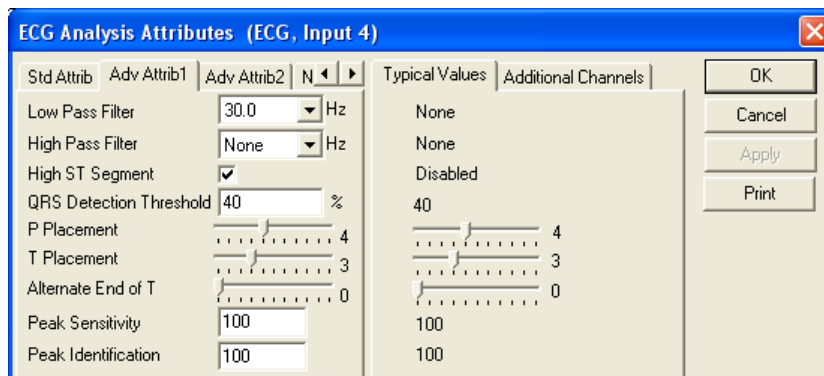 ECG Analysis Attributes (ECG, Input 4)
Std Attrib Adv Attrib1 Adv Attrib2 N Typical Values Additional Channels OK
Low Pass Filter 30.0 Hz None Cancel
High Pass Filter None Hz None Apply
High ST Segment Disabled
QRS Detection Threshold 40 % 40 Print
P Placement 4 4
T Placement 3 3
Alternate End of T 0 0
Peak Sensitivity 100 100
Peak Identification 100 100